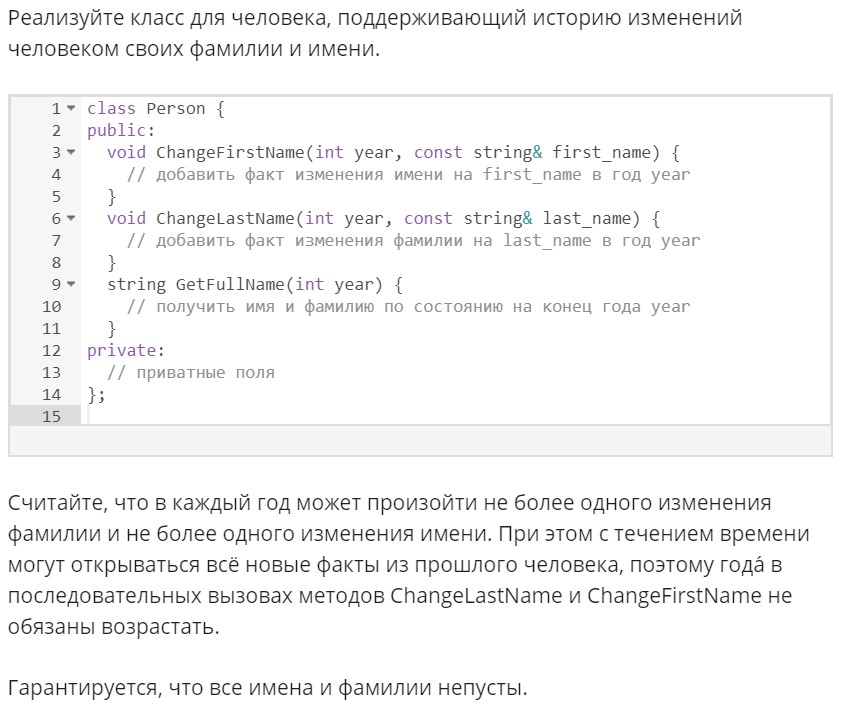 Реализуйте класс для человека, поддерживающий историю изменений
человеком своих фамилии и имени.
1 class Person {
2 public:
3   void ChangeFirstName(int year, const string& first_name) {
4     // добавить факт изменения имени на first_name в год year
5   }
6   void ChangeLastName(int year, const string& last_name) {
7     // добавить факт изменения фамилии на last_name в год year
8   }
9   string GetFullName(int year) {
10     // получить имя и фамилию по состоянию на конец года year
11   }
12 private:
13   // приватные поля
14 };
15
Считайте, что в каждый год может произойти не более одного изменения
фамилии и не более одного изменения имени. При этом с течением времени
могут открываться всё новые факты из прошлого человека, поэтому года́ в
последовательных вызовах методов ChangeLastName и ChangeFirstName не
обязаны возрастать.
Гарантируется, что все имена и фамилии непусты.